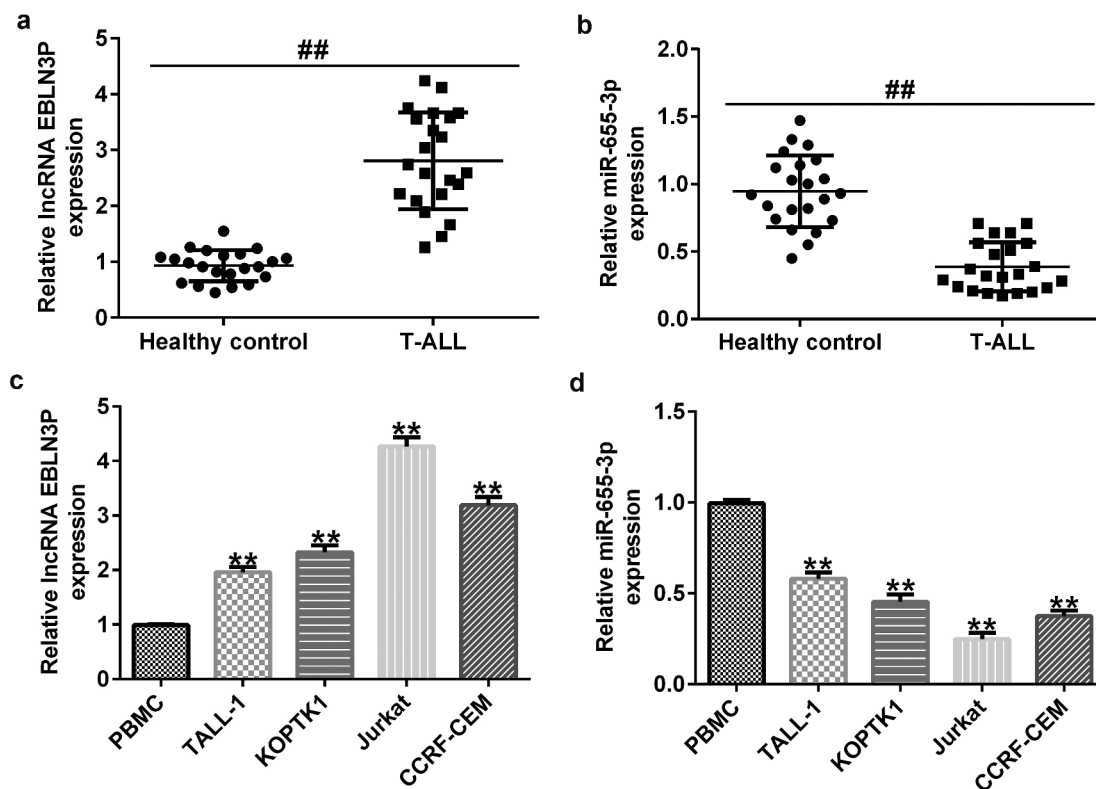 a
Relative lncRNA EBLN3P
expression
5
4
3
2
1
0
##
Healthy control
T-ALL
b
Relative miR-655-3p
expression
2.0
1.5
1.0
0.5
0.0
##
Healthy control
T-ALL
c
Relative lncRNA EBLN3P
expression
5
4
3
2
1
0
**
**
**
**
PBMC
TALL-1
KOPTK1
Jurkat
CCRF-CEM
d
Relative miR-655-3p
expression
1.5
1.0
0.5
0.0
**
**
**
**
PBMC
TALL-1
KOPTK1
Jurkat
CCRF-CEM